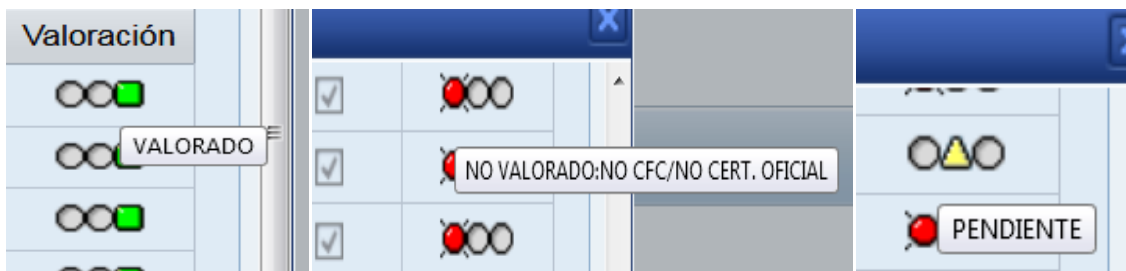 Valoración
VALORADO
NO VALORADO:NO CFC/NO CERT. OFICIAL
PENDIENTE